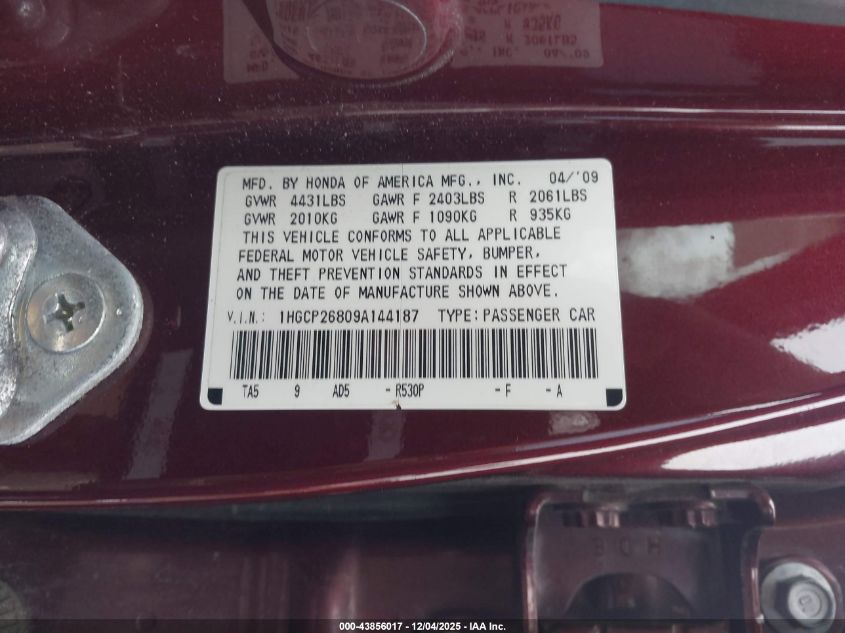 MFD. BY HONDA OF AMERICA MFG., INC. 04/'09
GVWR 4431LBS GAWR F 2403LBS R 2061LBS
GVWR 2010KG GAWR F 1090KG R 935KG
THIS VEHICLE CONFORMS TO ALL APPLICABLE
FEDERAL MOTOR VEHICLE SAFETY, BUMPER,
AND THEFT PREVENTION STANDARDS IN EFFECT
ON THE DATE OF MANUFACTURE SHOWN ABOVE.
V.I.N.: 1HGCP26809A144187 TYPE: PASSENGER CAR
TA5 9 AD5 -R530P -F -A
000-43856017 - 12/04/2025 - IAA Inc.